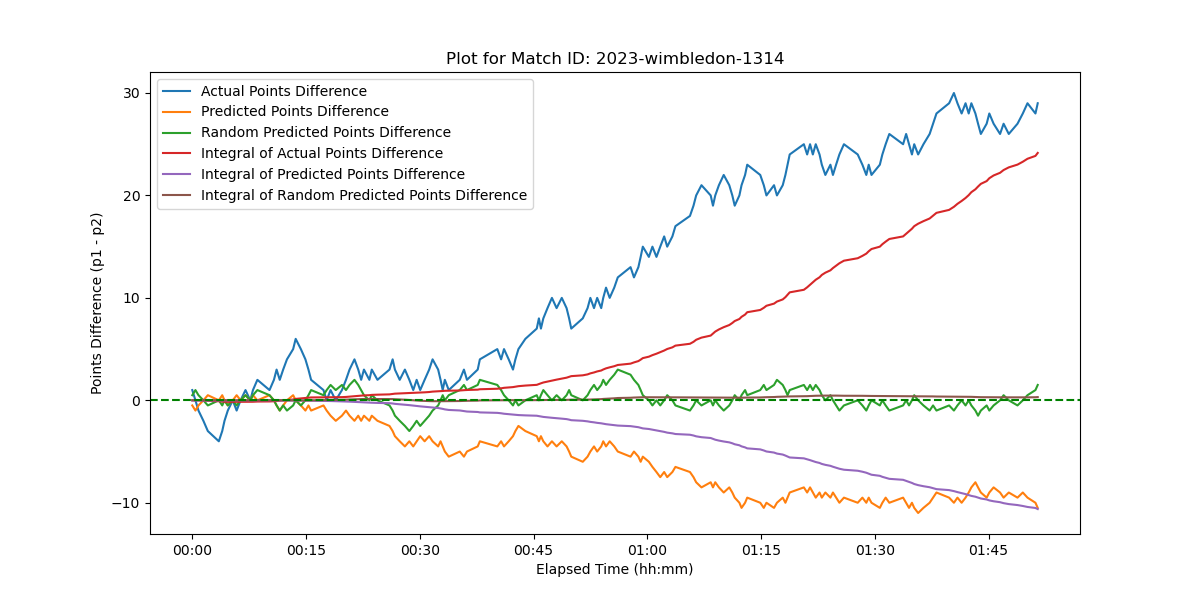 Plot for Match ID: 2023-wimbledon-1314
Actual Points Difference
Predicted Points Difference
Random Predicted Points Difference
Integral of Actual Points Difference
Integral of Predicted Points Difference
Integral of Random Predicted Points Difference
Points Difference (p1 - p2)
30
20
10
0
−10
00:00 00:15 00:30 00:45 01:00 01:15 01:30 01:45
Elapsed Time (hh:mm)